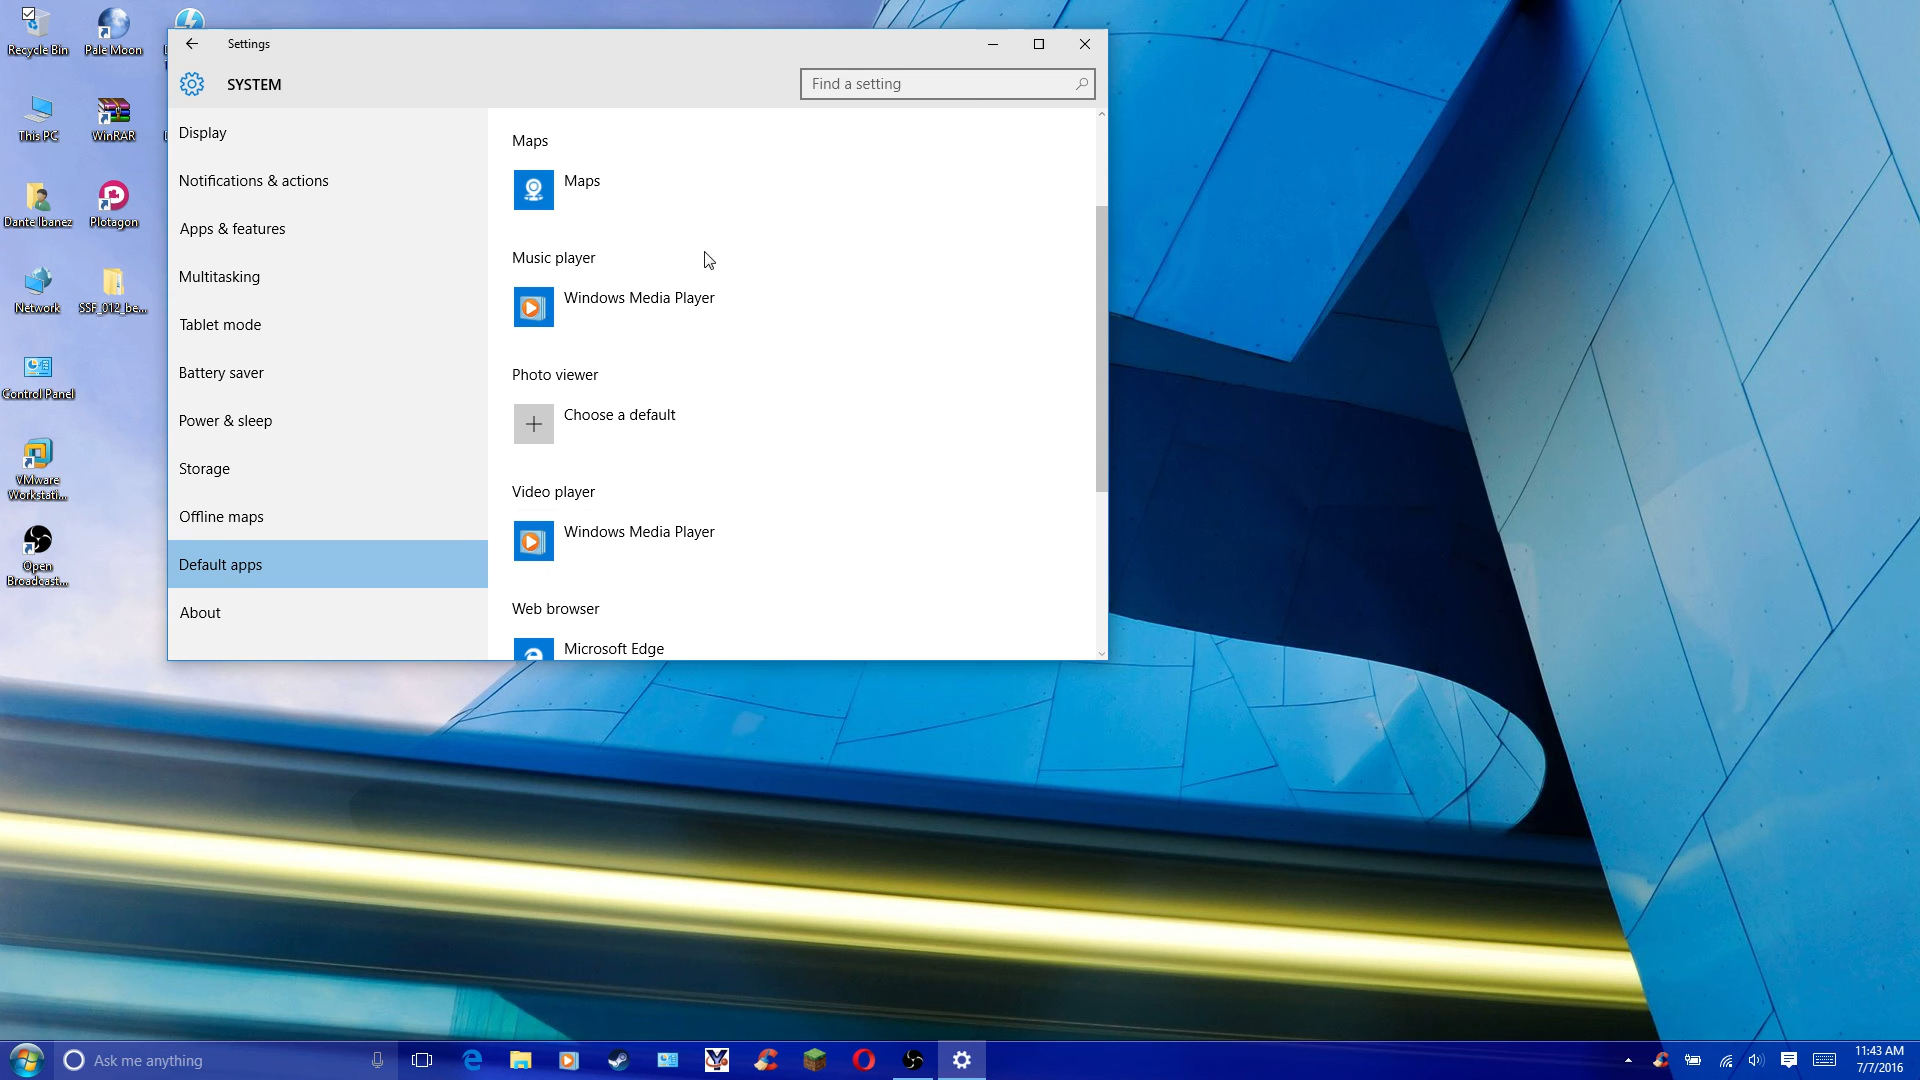 Recycle Bin
Pale Moon
This PC
WinRAR
Dante Ibanez
Plotagon
Network
SSF_012_be...
Control Panel
VMware
Workstati...
Open
Broadcast...
Settings
SYSTEM
Find a setting
Display
Notifications & actions
Apps & features
Multitasking
Tablet mode
Battery saver
Power & sleep
Storage
Offline maps
Default apps
About
Maps
Maps
Music player
Windows Media Player
Photo viewer
Choose a default
Video player
Windows Media Player
Web browser
Microsoft Edge
Ask me anything
11:43 AM
7/7/2016